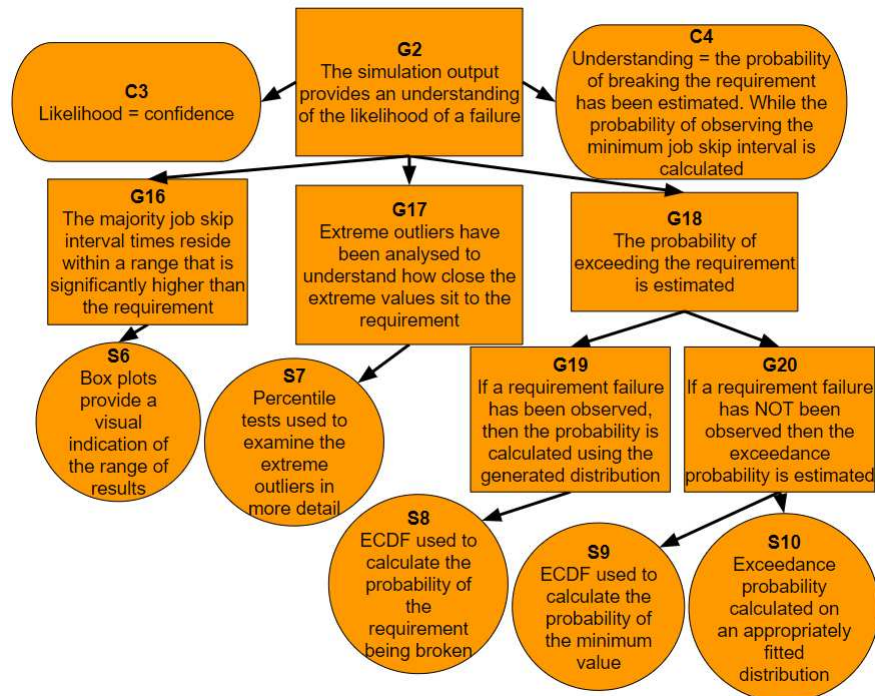 G2
The simulation output
provides an understanding
of the likelihood of a failure
C3
Likelihood = confidence
C4
Understanding = the probability
of breaking the requirement
has been estimated. While the
probability of observing the
minimum job skip interval is
calculated
G16
The majority job skip
interval times reside
within a range that is
significantly higher than
the requirement
G17
Extreme outliers have
been analysed to
understand how close the
extreme values sit to the
requirement
G18
The probability of
exceeding the requirement
is estimated
S6
Box plots
provide a
visual
indication of
the range of
results
S7
Percentile
tests used to
examine the
extreme
outliers in
more detail
G19
If a requirement failure
has been observed,
then the probability is
calculated using the
generated distribution
G20
If a requirement failure
has NOT been
observed then the
exceedance
probability is estimated
S8
ECDF used to
calculate the
probability of
the
requirement
being broken
S9
ECDF used to
calculate the
probability of
the minimum
value
S10
Exceedance
probability
calculated on
an appropriately
fitted
distribution